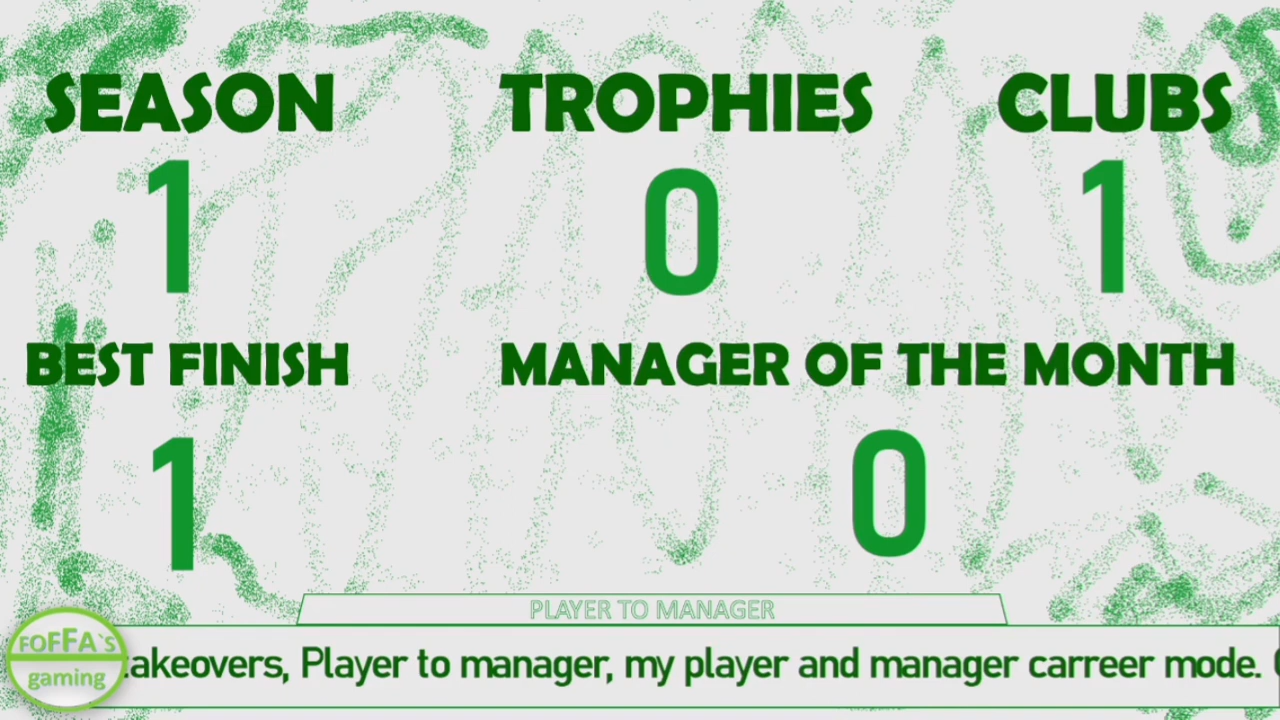 SEASON TROPHIES CLUBS
1 0 1
BEST FINISH MANAGER OF THE MONTH
1 0
PLAYER TO MANAGER
FOFFA`S
gaming
takeovers, Player to manager, my player and manager carreer mode.